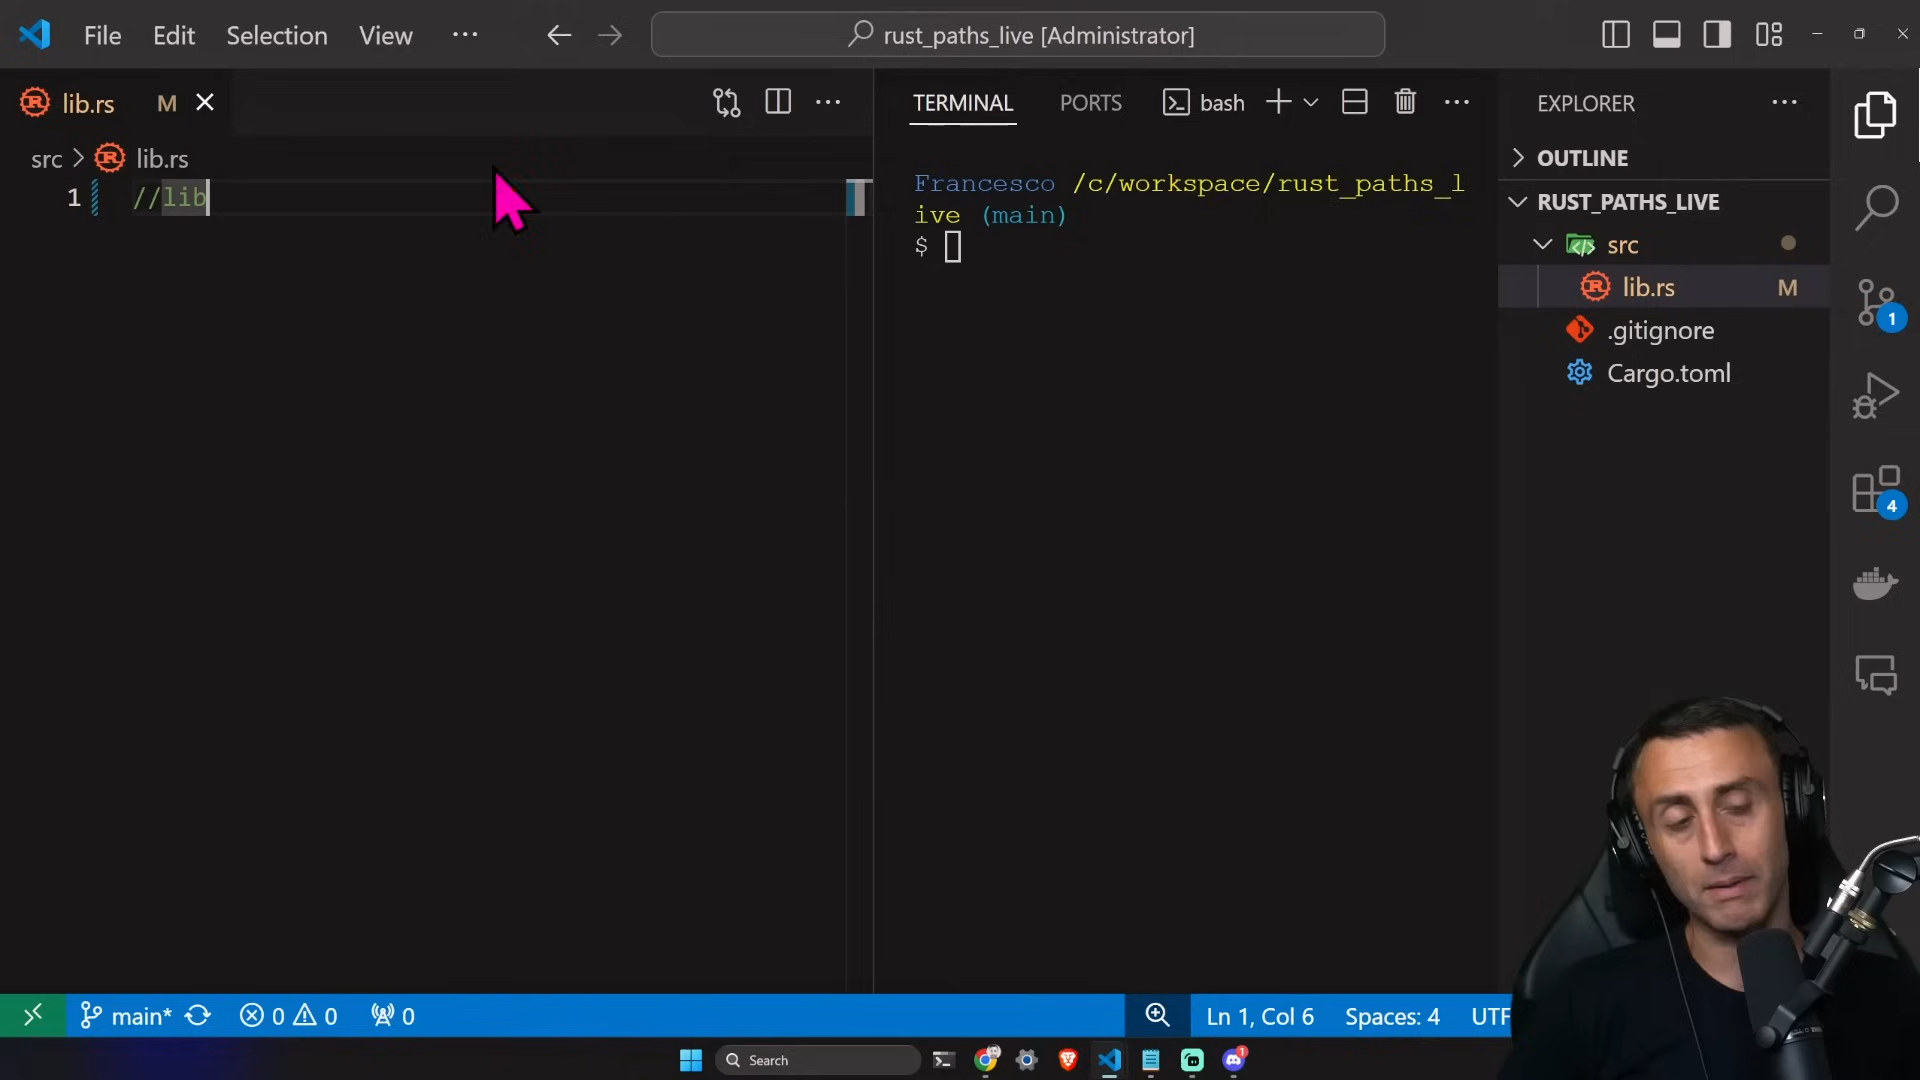 File Edit Selection View ···
rust_paths_live [Administrator]
lib.rs M
src > lib.rs
1 //lib
TERMINAL PORTS bash
Francesco /c/workspace/rust_paths_l
ive (main)
$
EXPLORER
OUTLINE
RUST_PATHS_LIVE
src
lib.rs M
.gitignore
Cargo.toml
1
4
main* 0 0 0
Ln 1, Col 6 Spaces: 4 UTF
Search
1